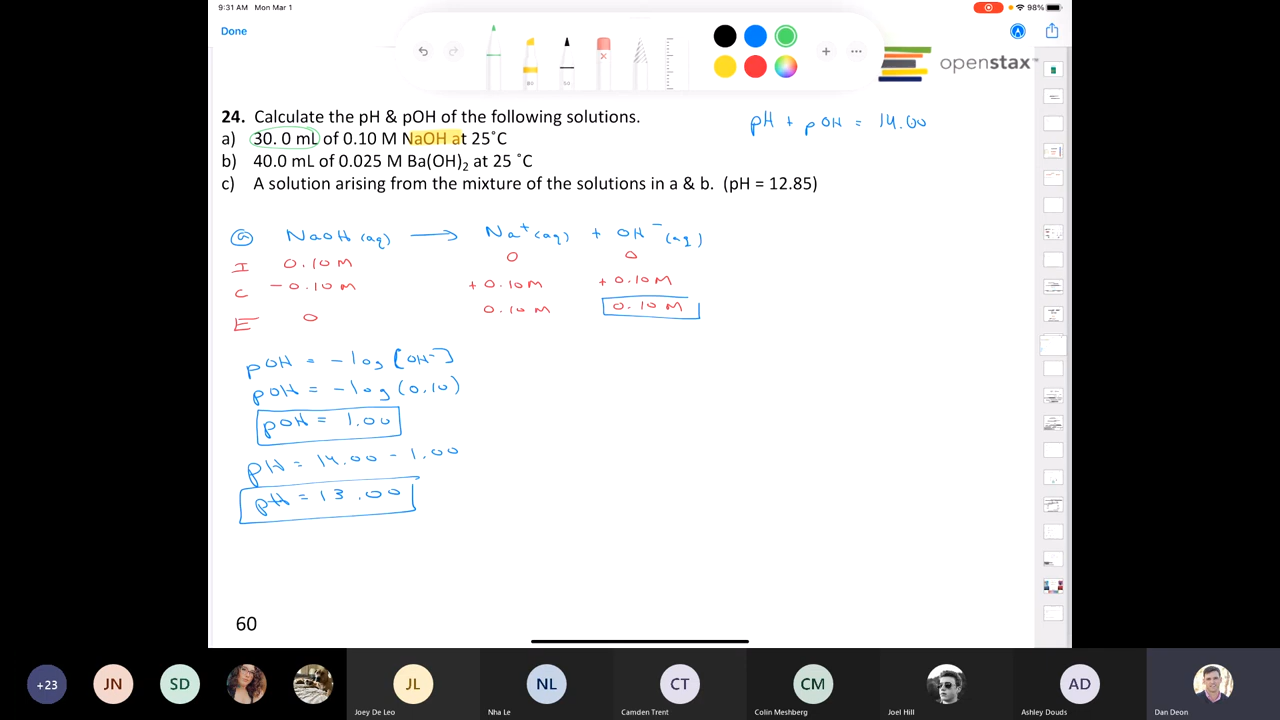 9:31 AM Mon Mar 1
98%
Done
openstax
24. Calculate the pH & pOH of the following solutions.
pH + pOH = 14.00
a) 30. 0 mL of 0.10 M NaOH at 25˚C
b) 40.0 mL of 0.025 M Ba(OH)₂ at 25 ˚C
c) A solution arising from the mixture of the solutions in a & b. (pH = 12.85)
ⓐ NaOH (aq) → Na⁺ (aq) + OH⁻ (aq)
I 0.10 M 0 0
C - 0.10 M + 0.10 M + 0.10 M
E 0 0.10 M 0.10 M
pOH = - log [OH⁻]
pOH = - log (0.10)
pOH = 1.00
pH = 14.00 - 1.00
pH = 13.00
60
+23 JN SD JL NL CT CM AD
Joey De Leo Nha Le Camden Trent Colin Meshberg Joel Hill Ashley Douds Dan Deon